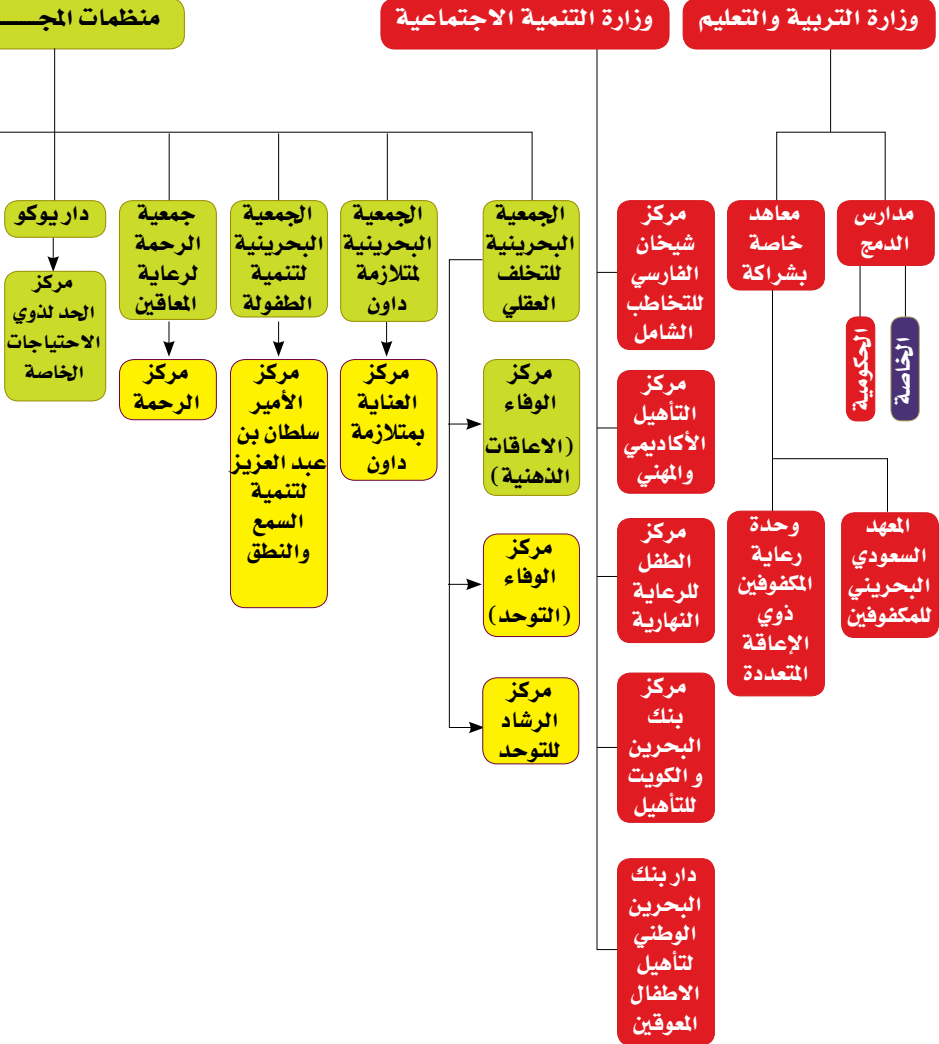 وزارة التربية والتعليم
وزارة التنمية الاجتماعية
منظمات
مدارس
الدمج
الحكومية
الخاصة
معاهد
خاصة
بشراكة
المعهد
السعودي
البحريني
للمكفوفين
وحدة
رعاية
المكفوفين
ذوي
الإعاقة
المتعددة
مركز
شيخان
الفارسي
للتخاطب
الشامل
مركز
التأهيل
الأكاديمي
والمهني
مركز
الطفل
للرعاية
النهارية
مركز
بنك
البحرين
و الكويت
للتأهيل
دار بنك
البحرين
الوطني
لتأهيل
الاطفال
المعوقين
الجمعية
البحرينية
للتخلف
العقلي
مركز
الوفاء
(الاعاقات
الذهنية)
مركز
الوفاء
(التوحد)
مركز
الرشاد
للتوحد
الجمعية
البحرينية
لمتلازمة
داون
مركز
العناية
بمتلازمة
داون
الجمعية
البحرينية
لتنمية
الطفولة
مركز
الأمير
سلطان بن
عبد العزيز
لتنمية
السمع
والنطق
جمعية
الرحمة
لرعاية
المعاقين
مركز
الرحمة
دار يوكو
مركز
الحد لذوي
الاحتياجات
الخاصة